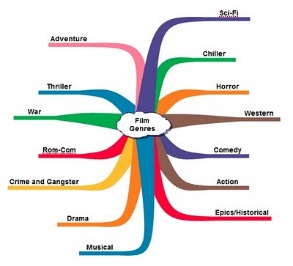 Sci-Fi
Adventure
Chiller
Thriller
Horror
War
Film
Genres
Western
Rom-Com
Comedy
Crime and Gangster
Action
Drama
Epics/Historical
Musical